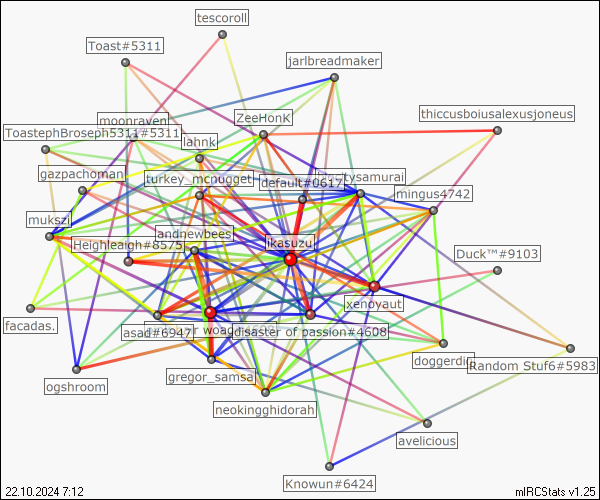 tescoroll
Toast#5311
jarlbreadmaker
thiccusboiusalexusjoneus
moonraven
ZeeHonK
ToastephBroseph5311#5311
lahnk
gazpachoman
turkey_mcnugget
default#0617
tysamurai
mingus4742
mukszi
andnewbees
Heighleaigh#8575
ikasuzu
Duck™#9103
xenoyaut
facadas.
asad#6947
r woad
disaster of passion#4608
doggerdi
Random Stuf6#5983
ogshroom
gregor_samsa
neokingghidorah
avelicious
Knowun#6424
22.10.2024 7:12
mIRCStats v1.25